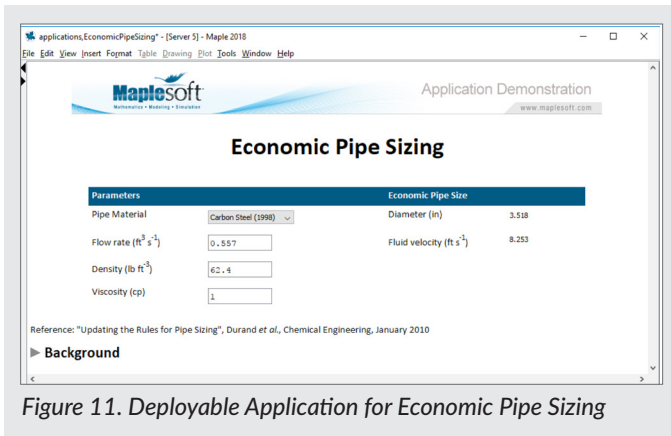 applications,EconomicPipeSizing* - [Server 5] - Maple 2018
File Edit View Insert Format Table Drawing Plot Tools Window Help
Maplesoft
Mathematics • Modeling • Simulation
Application Demonstration
www.maplesoft.com
Economic Pipe Sizing
Parameters Economic Pipe Size
Pipe Material Carbon Steel (1998) Diameter (in) 3.518
Flow rate (ft³ s⁻¹) 0.557 Fluid velocity (ft s⁻¹) 8.253
Density (lb ft⁻³) 62.4
Viscosity (cp) 1
Reference: "Updating the Rules for Pipe Sizing", Durand et al., Chemical Engineering, January 2010
Background
Figure 11. Deployable Application for Economic Pipe Sizing